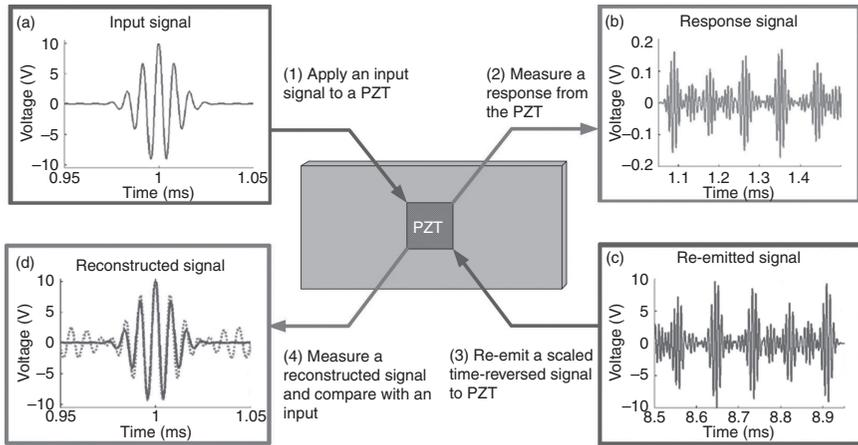 (a)
Input signal
10
5
0
−5
−10
Voltage (V)
0.95
1
1.05
Time (ms)
(1) Apply an input
signal to a PZT
(2) Measure a
response from
the PZT
(b)
Response signal
0.2
0.1
0
−0.1
−0.2
Voltage (V)
1.1
1.2
1.3
1.4
Time (ms)
PZT
(d)
Reconstructed signal
10
5
0
−5
−10
Voltage (V)
0.95
1
1.05
Time (ms)
(4) Measure a
reconstructed signal
and compare with an
input
(3) Re-emit a scaled
time-reversed signal
to PZT
(c)
Re-emitted signal
10
5
0
−5
−10
Voltage (V)
8.5
8.6
8.7
8.8
8.9
Time (ms)